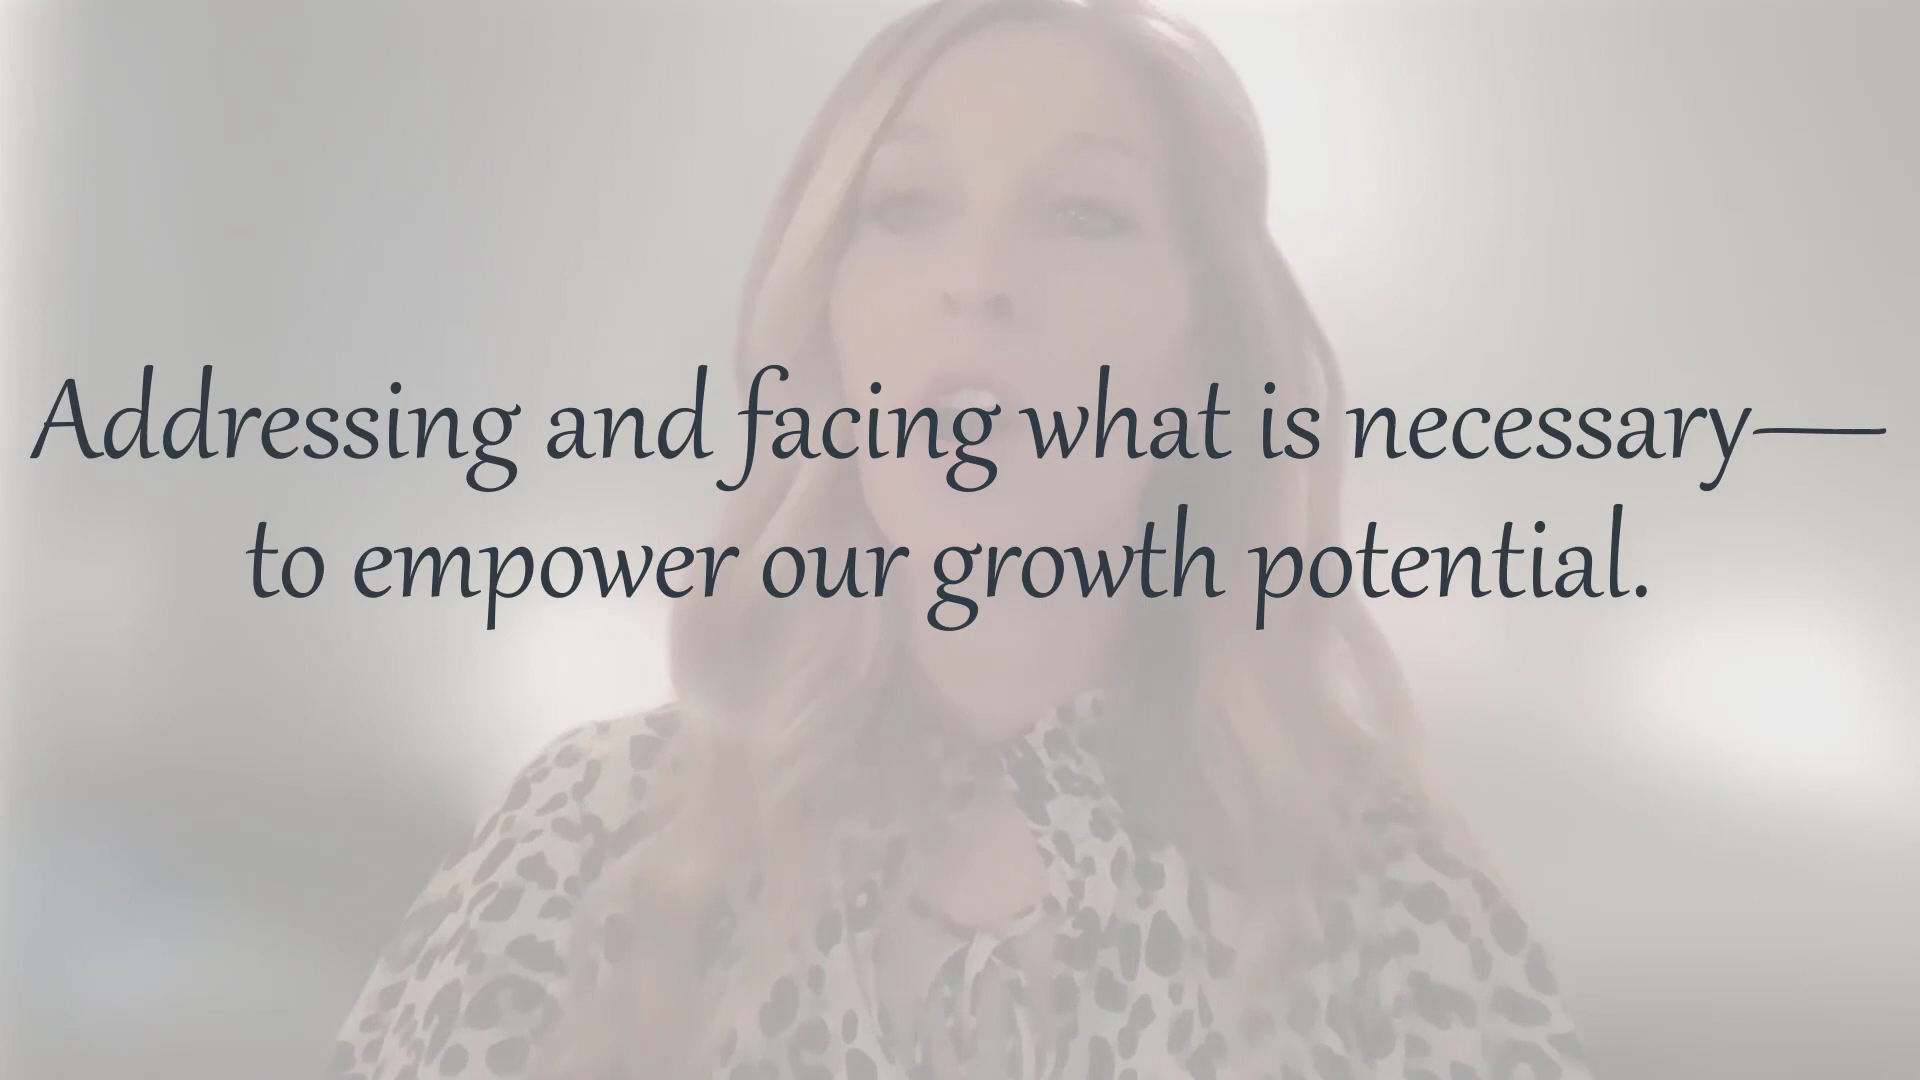 Addressing and facing what is necessary—
to empower our growth potential.